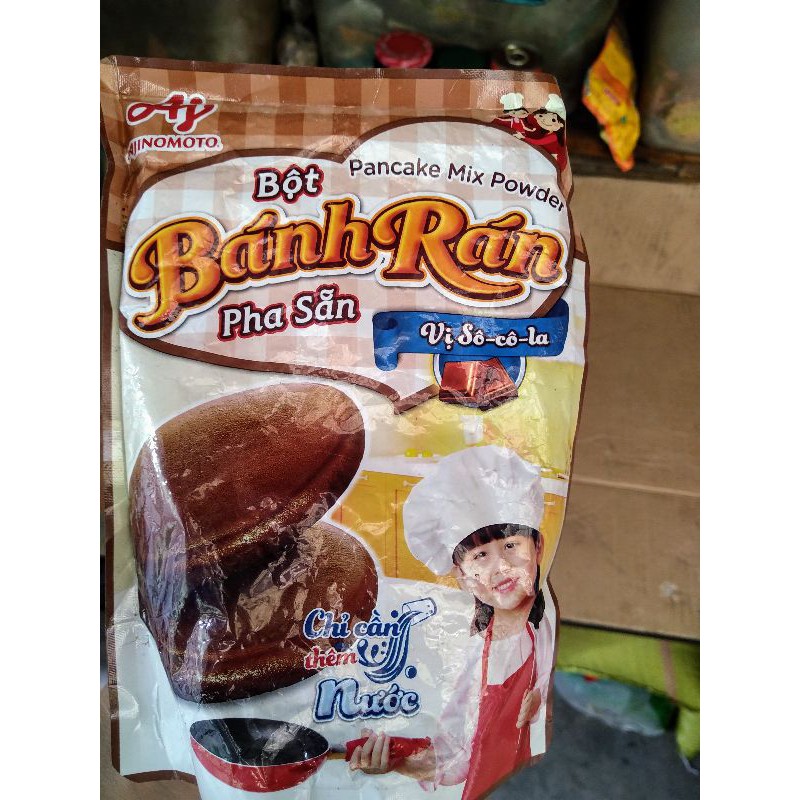 AJINOMOTO
Pancake Mix Powder
Bột
Bánh Rán
Pha Sẵn
Vị Sô-cô-la
Chỉ cần
thêm
Nước